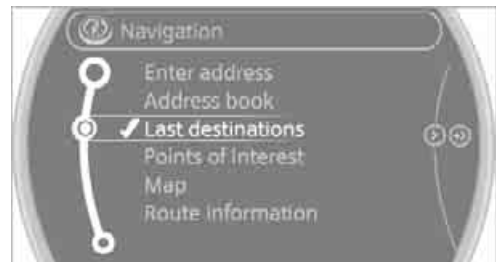 Navigation
Enter address
Address book
Last destinations
Points of Interest
Map
Route information